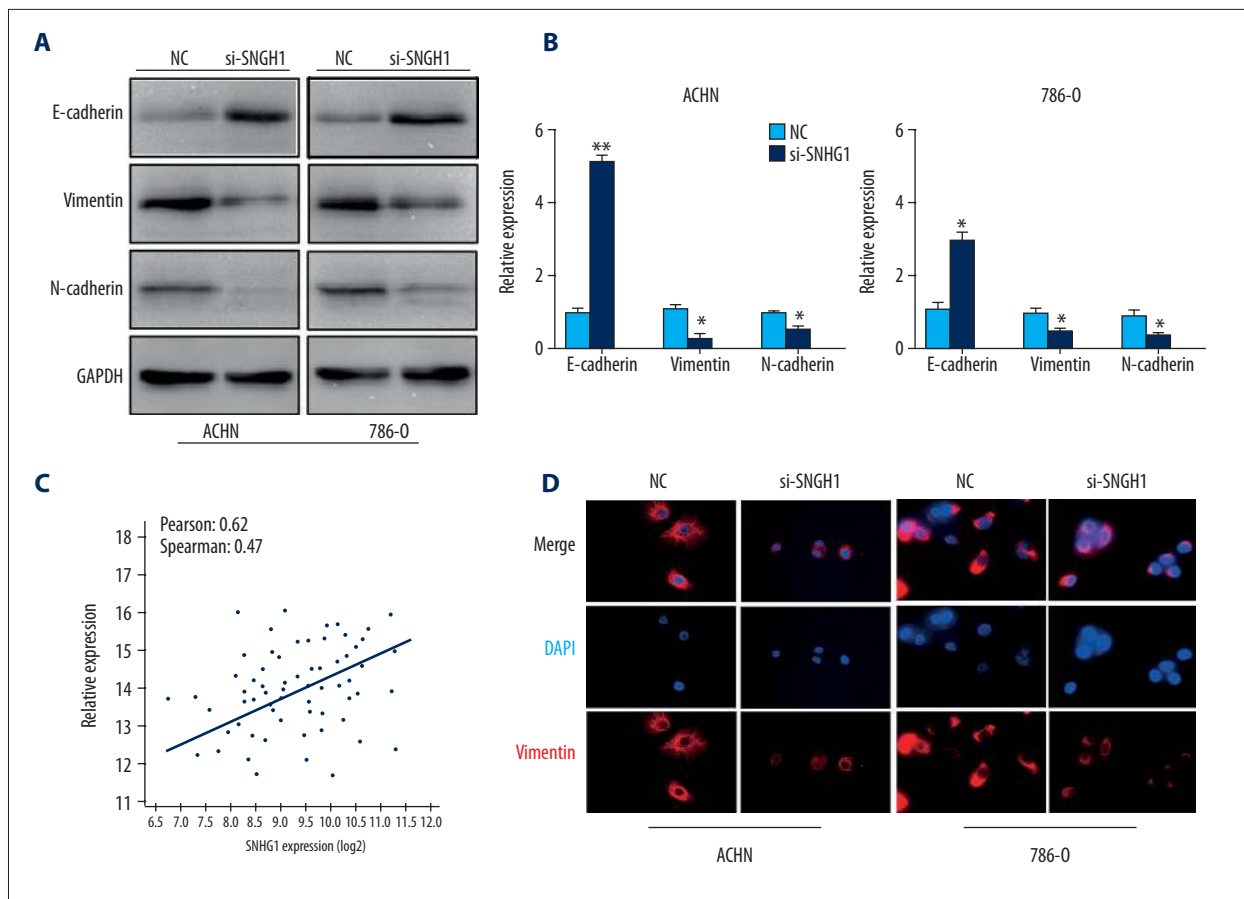 A
NC si-SNGH1 NC si-SNGH1
E-cadherin
Vimentin
N-cadherin
GAPDH
ACHN 786-O
B
ACHN
NC
si-SNHG1
Relative expression
6
4
2
0
**
*
*
E-cadherin Vimentin N-cadherin
786-O
Relative expression
6
4
2
0
*
*
*
E-cadherin Vimentin N-cadherin
C
Pearson: 0.62
Spearman: 0.47
Relative expression
18
17
16
15
14
13
12
11
6.5 7.0 7.5 8.0 8.5 9.0 9.5 10.0 10.5 11.0 11.5 12.0
SNHG1 expression (log2)
D
NC si-SNGH1 NC si-SNGH1
Merge
DAPI
Vimentin
ACHN 786-O